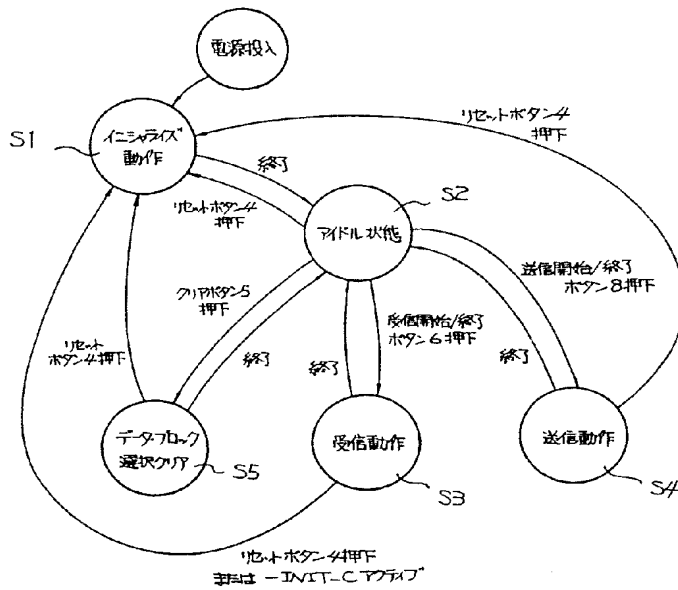 電源投入
S1
イニシャライズ
動作
リセットボタン4
押下
終了
リセットボタン4
押下
S2
アイドル状態
送信開始/終了
ボタン8押下
クリアボタン5
押下
受信開始/終了
ボタン6押下
リセット
ボタン4押下
終了
終了
終了
データブロック
選択クリア
S5
受信動作
S3
送信動作
S4
リセットボタン4押下
または -INIT_Cアクティブ